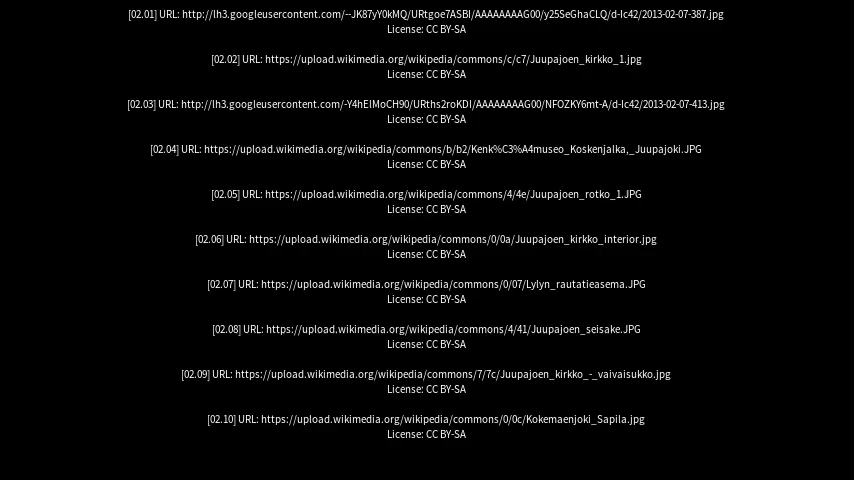 [02.01] URL: http://lh3.googleusercontent.com/--JK87yY0kMQ/URtgoe7ASBI/AAAAAAAAG00/y25SeGhaCLQ/d-Ic42/2013-02-07-387.jpg
License: CC BY-SA
[02.02] URL: https://upload.wikimedia.org/wikipedia/commons/c/c7/Juupajoen_kirkko_1.jpg
License: CC BY-SA
[02.03] URL: http://lh3.googleusercontent.com/-Y4hEIMoCH90/URths2roKDI/AAAAAAAAG00/NFOZKY6mt-A/d-Ic42/2013-02-07-413.jpg
License: CC BY-SA
[02.04] URL: https://upload.wikimedia.org/wikipedia/commons/b/b2/Kenk%C3%A4museo_Koskenjalka,_Juupajoki.JPG
License: CC BY-SA
[02.05] URL: https://upload.wikimedia.org/wikipedia/commons/4/4e/Juupajoen_rotko_1.JPG
License: CC BY-SA
[02.06] URL: https://upload.wikimedia.org/wikipedia/commons/0/0a/Juupajoen_kirkko_interior.jpg
License: CC BY-SA
[02.07] URL: https://upload.wikimedia.org/wikipedia/commons/0/07/Lylyn_rautatieasema.JPG
License: CC BY-SA
[02.08] URL: https://upload.wikimedia.org/wikipedia/commons/4/41/Juupajoen_seisake.JPG
License: CC BY-SA
[02.09] URL: https://upload.wikimedia.org/wikipedia/commons/7/7c/Juupajoen_kirkko_-_vaivaisukko.jpg
License: CC BY-SA
[02.10] URL: https://upload.wikimedia.org/wikipedia/commons/0/0c/Kokemaenjoki_Sapila.jpg
License: CC BY-SA